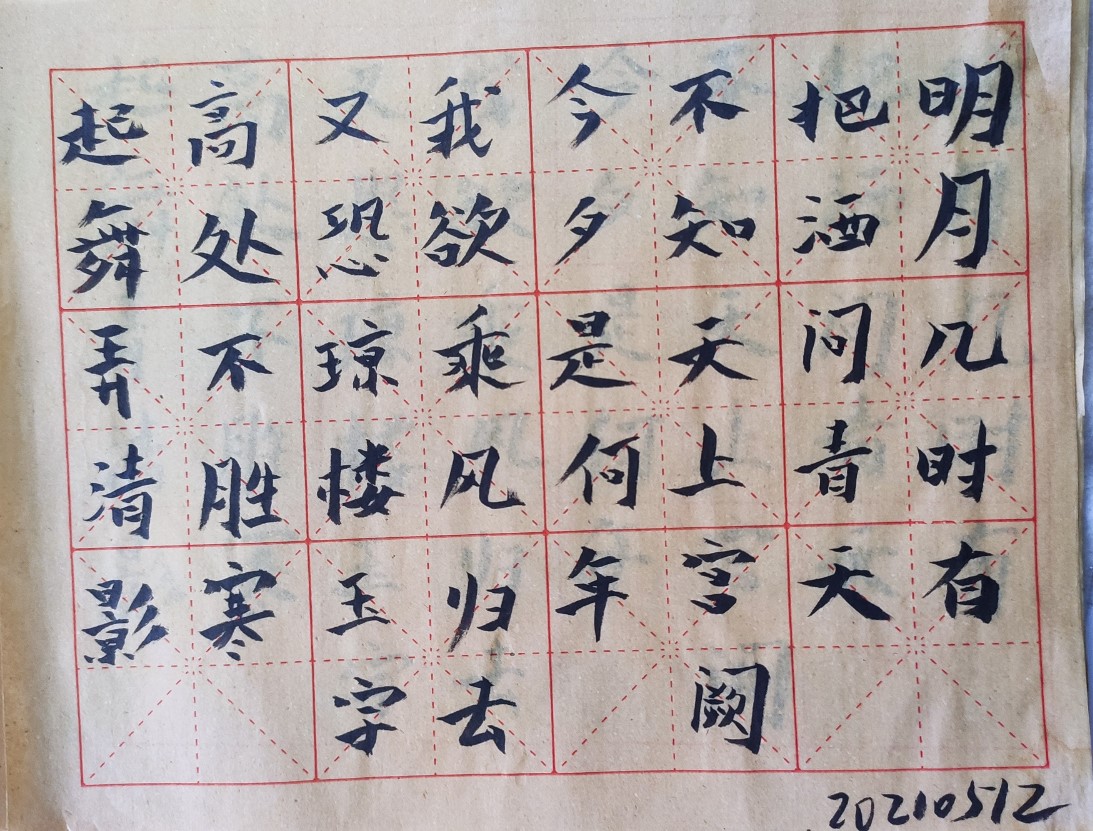 明月几时有
把酒问青天
不知天上宫阙
今夕是何年
我欲乘风归去
又恐琼楼玉宇
高处不胜寒
起舞弄清影
20210512